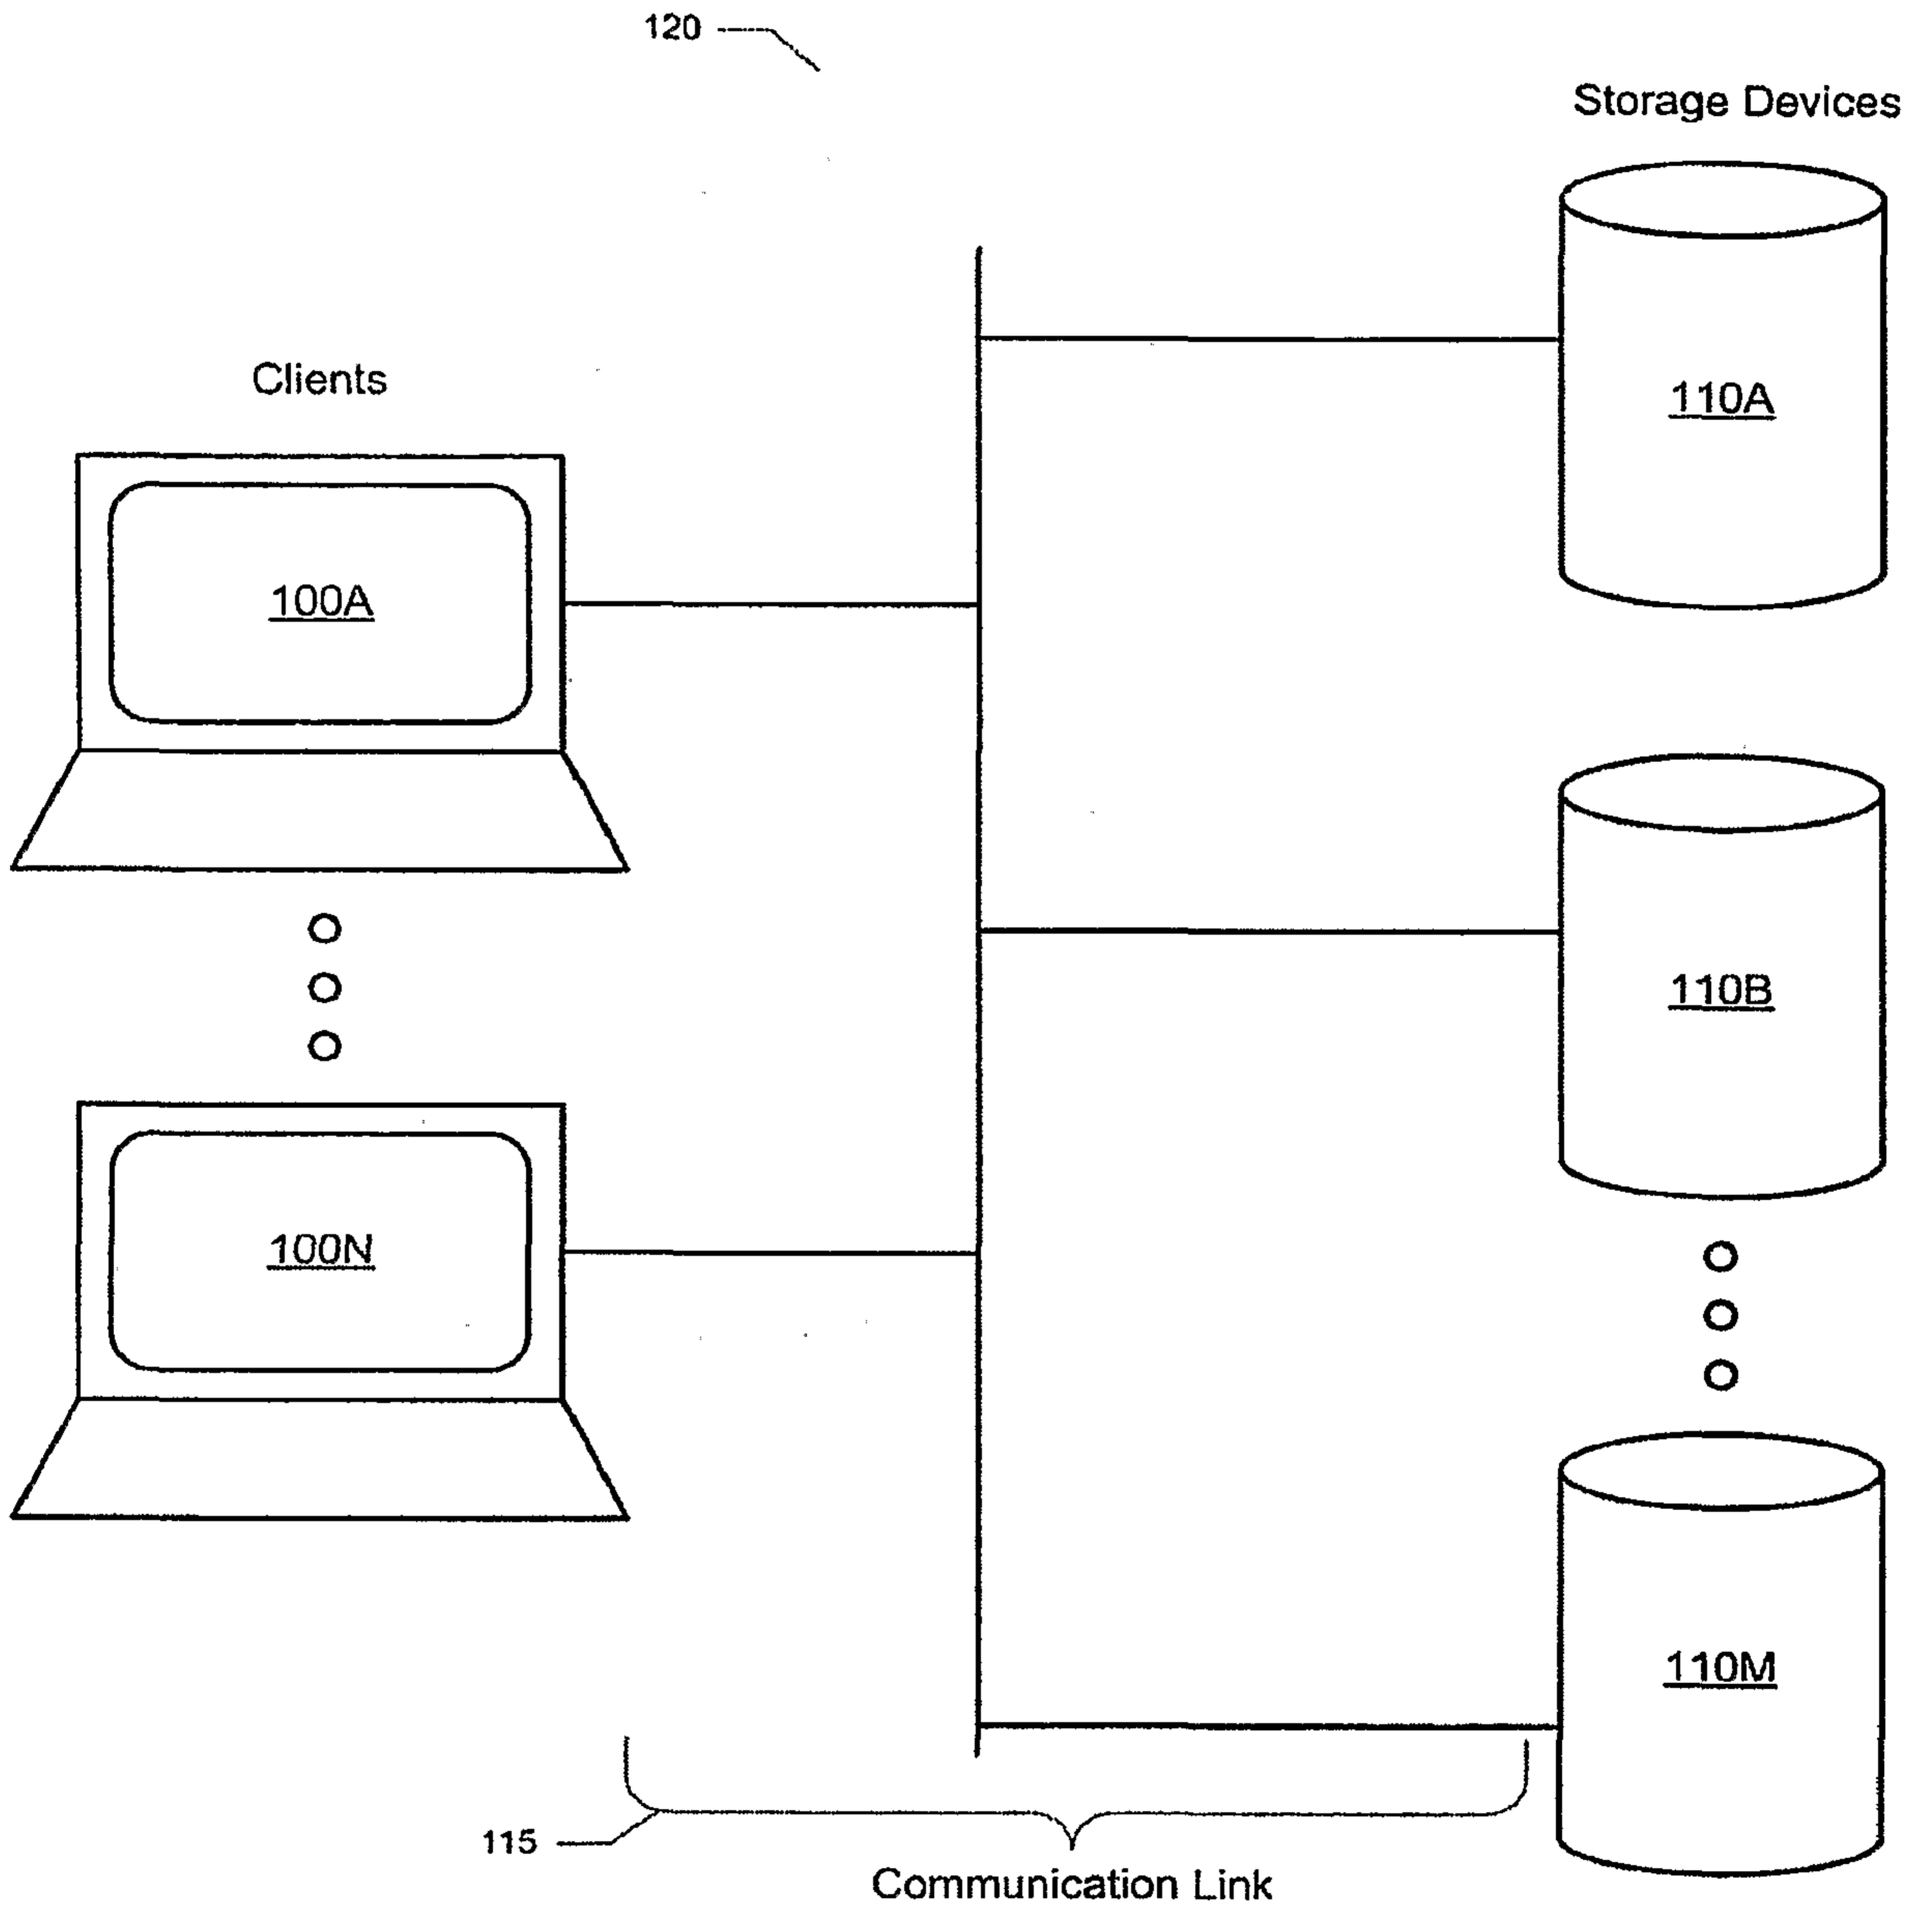 120
Storage Devices
110A
Clients
100A
110B
100N
110M
115
Communication Link